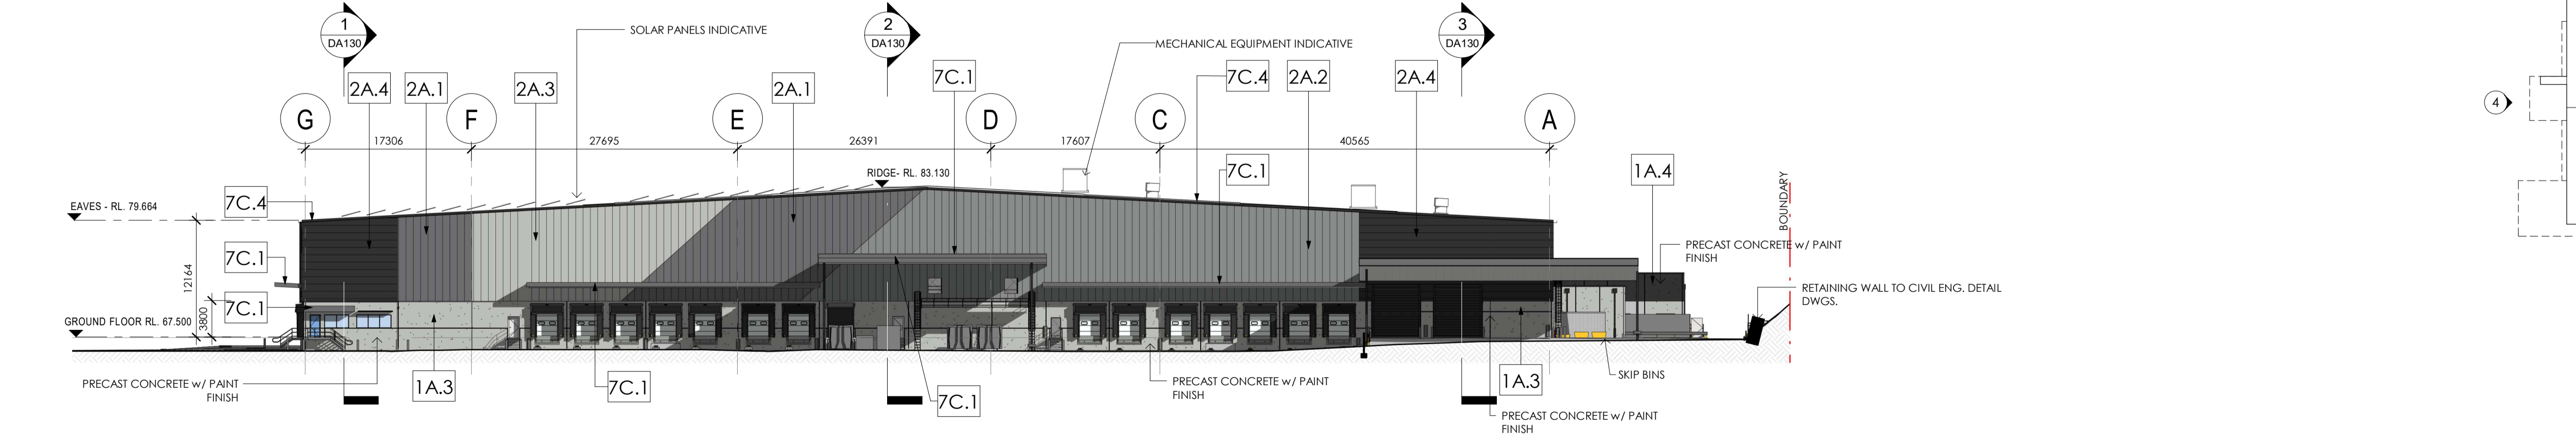 1
DA130
2
DA130
3
DA130
SOLAR PANELS INDICATIVE
MECHANICAL EQUIPMENT INDICATIVE
2A.4
2A.1
2A.3
2A.1
7C.1
7C.4
2A.2
2A.4
4
G
F
E
D
C
A
17306
27695
26391
17607
40565
RIDGE- RL. 83.130
7C.1
1A.4
BOUNDARY
EAVES - RL. 79.664
7C.4
7C.1
12164
PRECAST CONCRETE w/ PAINT
FINISH
RETAINING WALL TO CIVIL ENG. DETAIL
DWGS.
7C.1
3800
GROUND FLOOR RL. 67.500
PRECAST CONCRETE w/ PAINT
FINISH
1A.3
7C.1
7C.1
PRECAST CONCRETE w/ PAINT
FINISH
1A.3
SKIP BINS
PRECAST CONCRETE w/ PAINT
FINISH